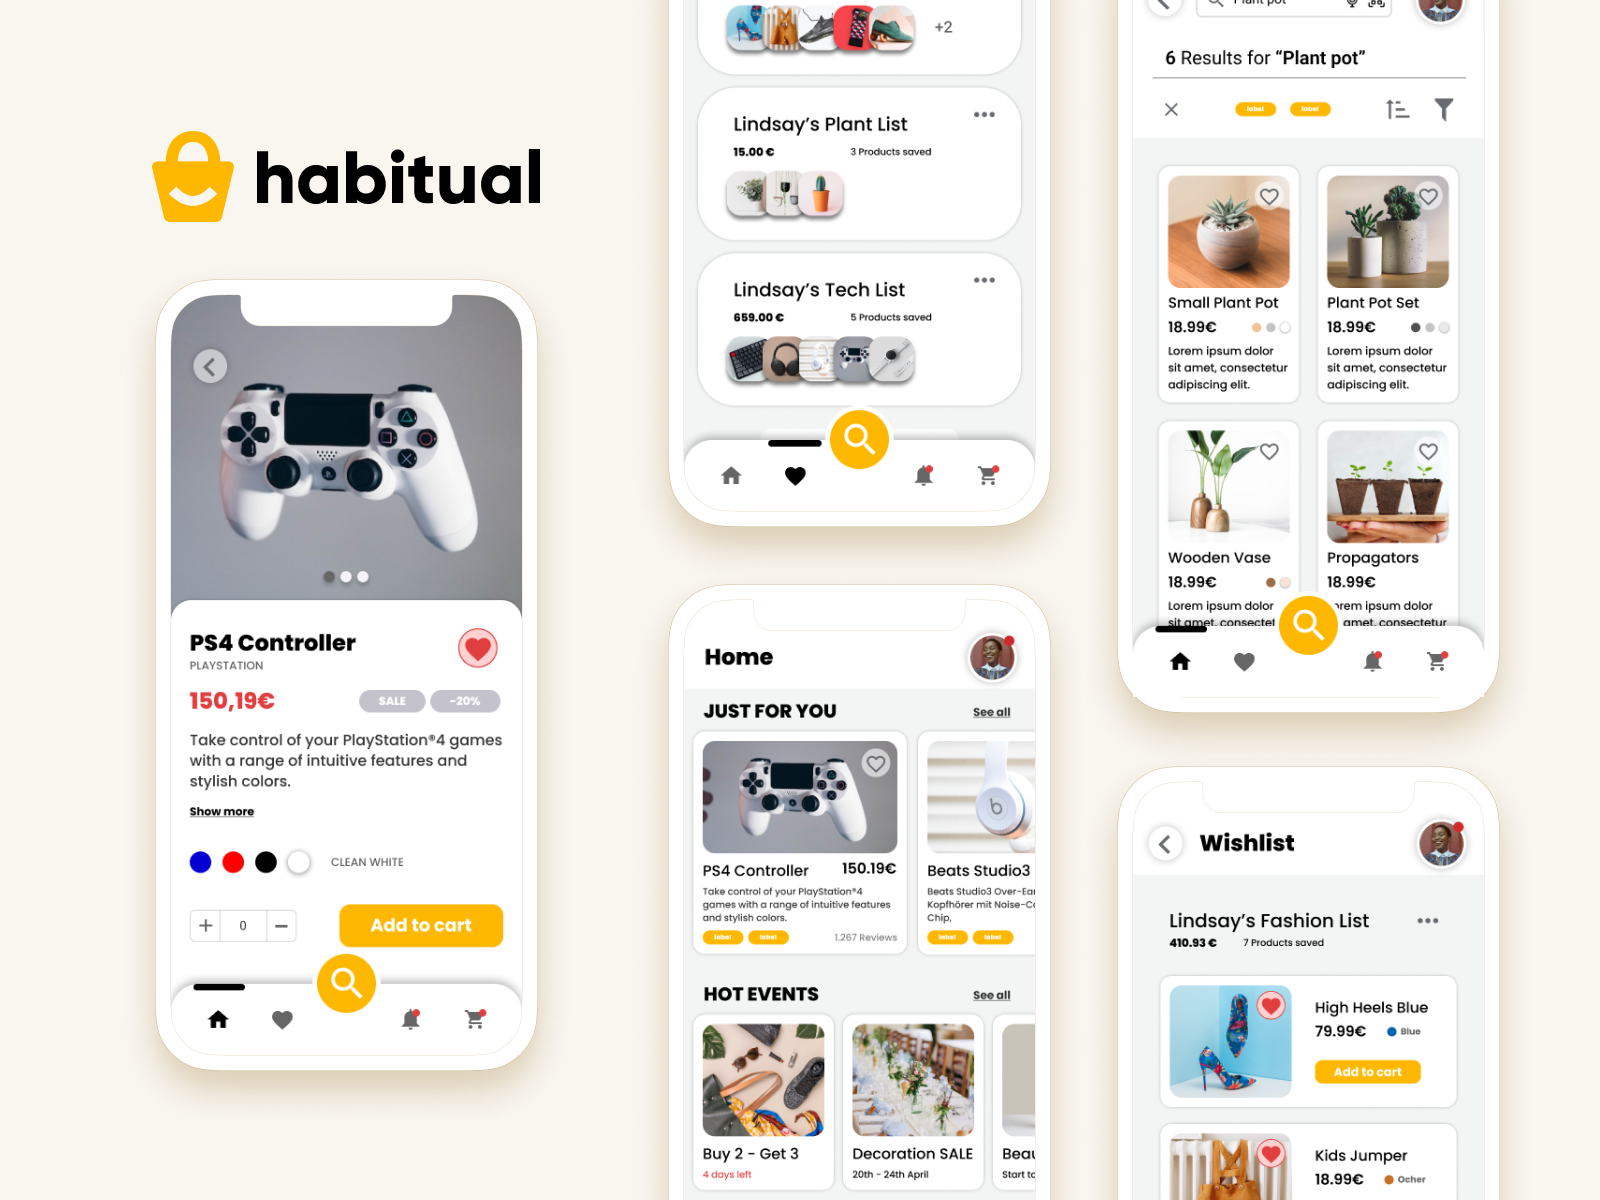 habitual
PS4 Controller
PLAYSTATION
150,19€
SALE
-20%
Take control of your PlayStation®4 games
with a range of intuitive features and
stylish colors.
Show more
CLEAN WHITE
0
Add to cart
+2
Lindsay's Plant List
15.00 €
3 Products saved
Lindsay's Tech List
659.00 €
5 Products saved
Home
JUST FOR YOU
See all
PS4 Controller
150.19€
Take control of your PlayStation®4
games with a range of intuitive features
and stylish colors.
label
label
1.267 Reviews
Beats Studio3
Beats Studio3 Over-Ear
Kopfhörer mit Noise-C
Chip,
label
label
HOT EVENTS
See all
Buy 2 - Get 3
4 days left
Decoration SALE
20th - 24th April
Beau
Start to
Plant pot
6 Results for “Plant pot”
label
label
Small Plant Pot
18.99€
Lorem ipsum dolor
sit amet, consectetur
adipiscing elit.
Plant Pot Set
18.99€
Lorem ipsum dolor
sit amet, consectetur
adipiscing elit.
Wooden Vase
18.99€
Lorem ipsum dolor
sit amet, consectet
Propagators
18.99€
orem ipsum dolor
amet, consectetur
Wishlist
Lindsay's Fashion List
410.93 €
7 Products saved
High Heels Blue
79.99€
Blue
Add to cart
Kids Jumper
18.99€
Ocher